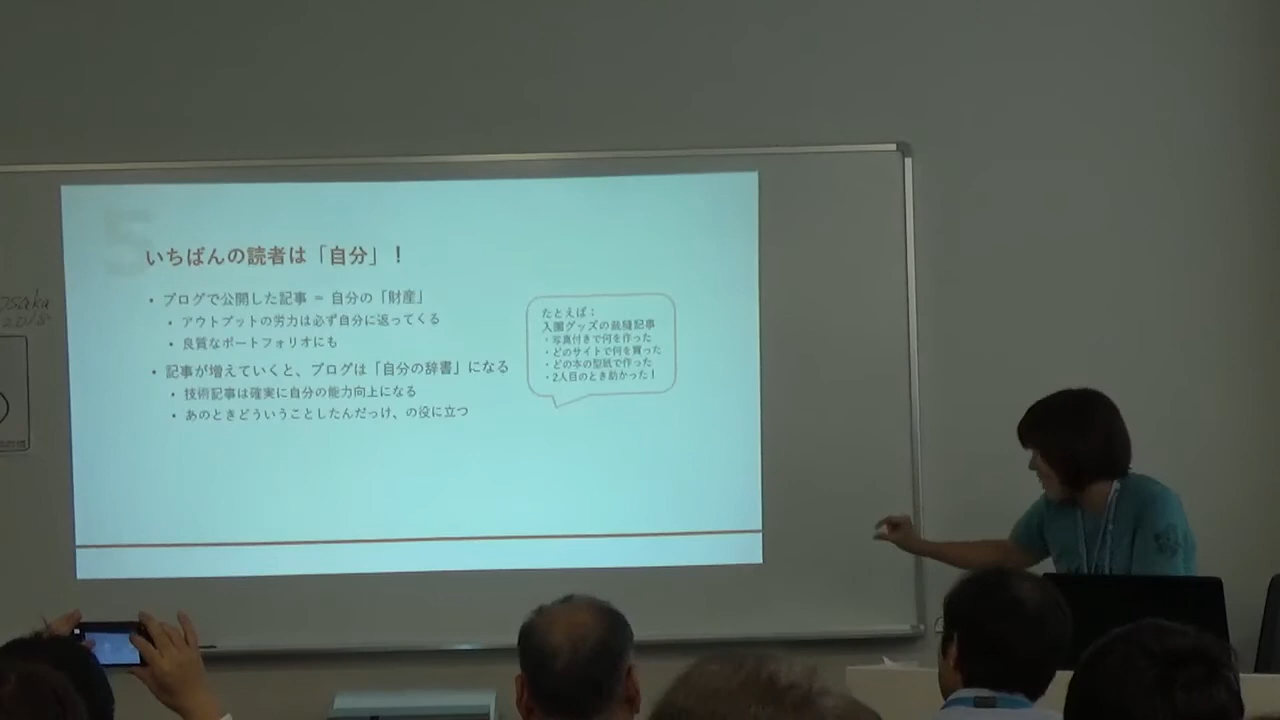 5
いちばんの読者は「自分」！
・ブログで公開した記事 = 自分の「財産」
・アウトプットの労力は必ず自分に返ってくる
・良質なポートフォリオにも
・記事が増えていくと、ブログは「自分の辞書」になる
・技術記事は確実に自分の能力向上になる
・あのときどういうことしたんだっけ、の役に立つ
たとえば：
入園グッズの裁縫記事
・写真付きで何を作った
・どのサイトで何を買った
・どの本の型紙で作った
・2人目のとき助かった！
Osaka
2018